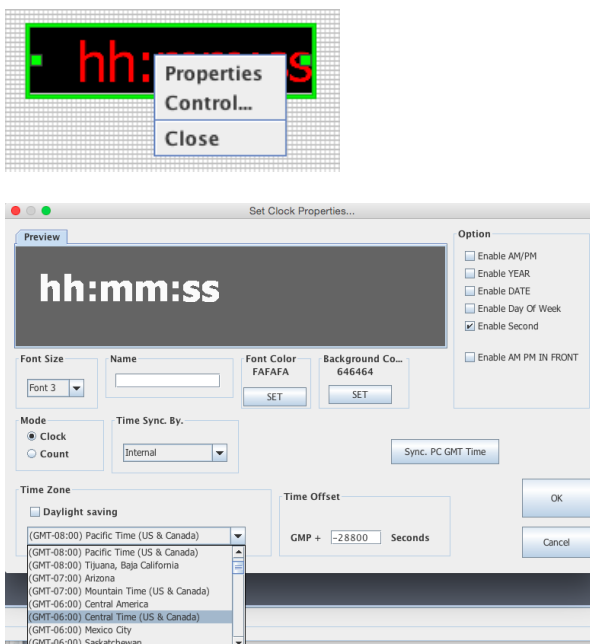 hh:mm:ss
Properties
Control...
Close
Set Clock Properties...
Preview
hh:mm:ss
Option
Enable AM/PM
Enable YEAR
Enable DATE
Enable Day Of Week
Enable Second
Enable AM PM IN FRONT
Font Size
Font 3
Name
Font Color
FAFAFA
SET
Background Co...
646464
SET
Mode
Clock
Count
Time Sync. By.
Internal
Sync. PC GMT Time
Time Zone
Daylight saving
(GMT-08:00) Pacific Time (US & Canada)
Time Offset
GMP + -28800 Seconds
OK
Cancel
(GMT-08:00) Pacific Time (US & Canada)
(GMT-08:00) Tijuana, Baja California
(GMT-07:00) Arizona
(GMT-07:00) Mountain Time (US & Canada)
(GMT-06:00) Central America
(GMT-06:00) Central Time (US & Canada)
(GMT-06:00) Mexico City
(GMT-06:00) Saskatchewan